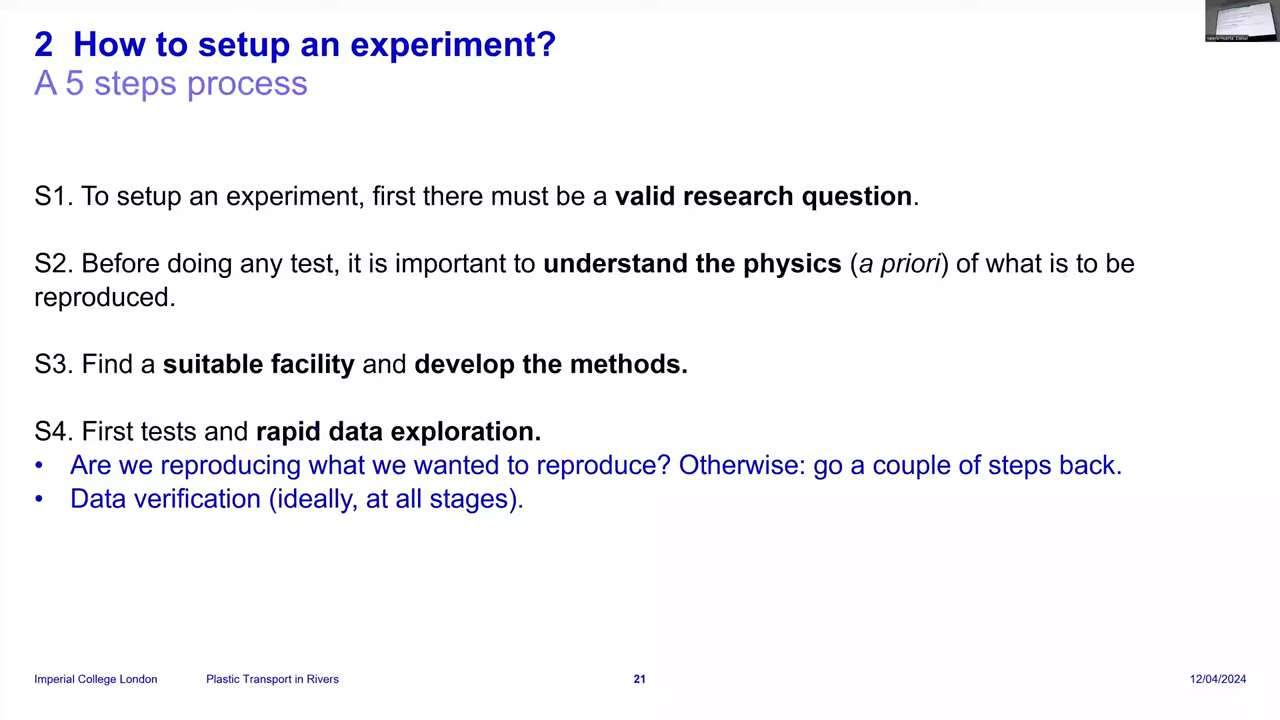 2 How to setup an experiment?
A 5 steps process
S1. To setup an experiment, first there must be a valid research question.
S2. Before doing any test, it is important to understand the physics (a priori) of what is to be
reproduced.
S3. Find a suitable facility and develop the methods.
S4. First tests and rapid data exploration.
• Are we reproducing what we wanted to reproduce? Otherwise: go a couple of steps back.
• Data verification (ideally, at all stages).
Imperial College London Plastic Transport in Rivers 21 12/04/2024